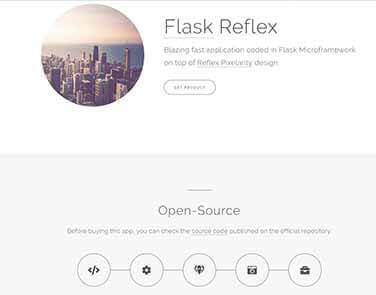 Flask Reflex
Blazing fast application coded in Flask Microframework
on top of Reflex Pixelarity design
GET PRODUCT
Open-Source
Before buying this app, you can check the source code published on the official repository.